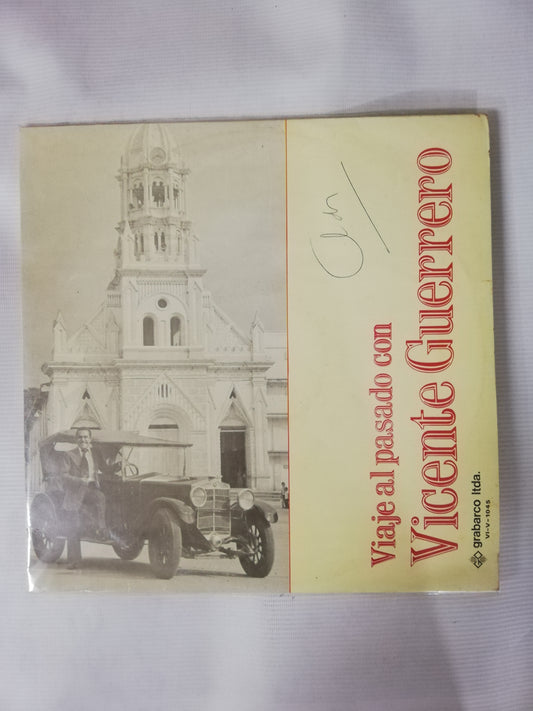 Viaje al pasado con
Vicente Guerrero
grabarco ltda.
VI-V-1045